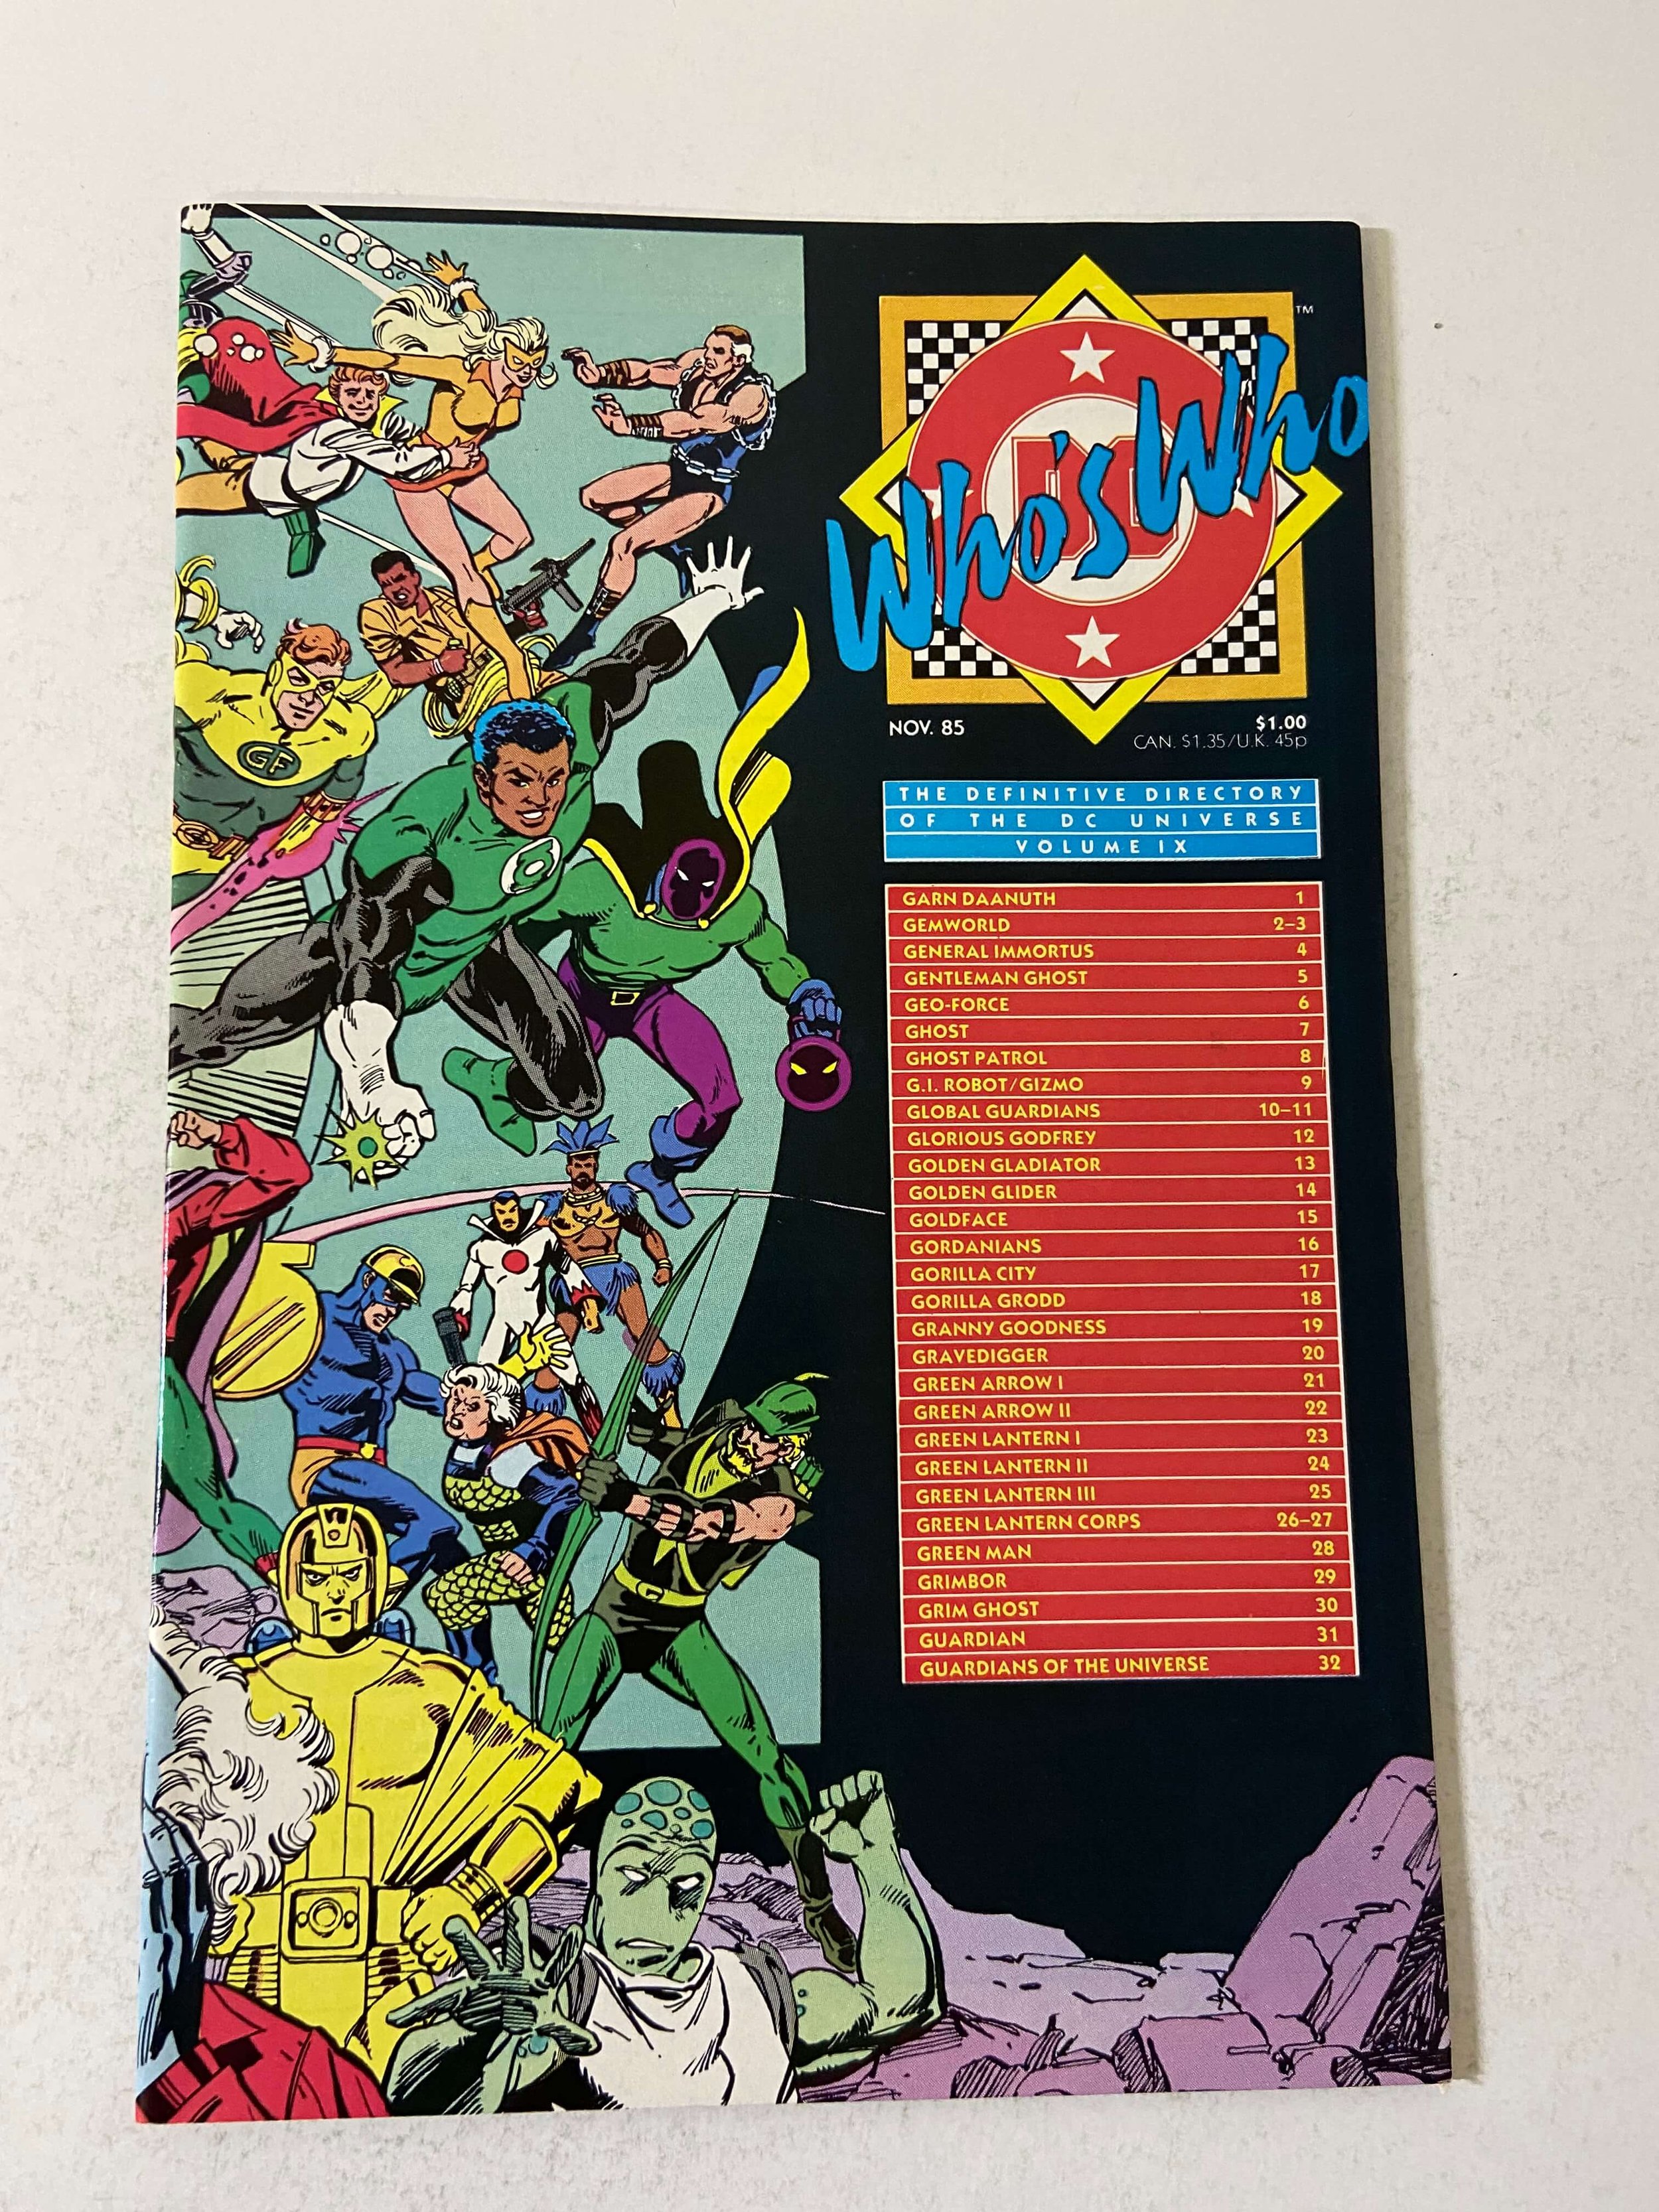 DC
Who's Who
TM
NOV. 85
$1.00
CAN. $1.35/U.K. 45p
THE DEFINITIVE DIRECTORY
OF THE DC UNIVERSE
VOLUME IX
GARN DAANUTH 1
GEMWORLD 2–3
GENERAL IMMORTUS 4
GENTLEMAN GHOST 5
GEO-FORCE 6
GHOST 7
GHOST PATROL 8
G.I. ROBOT/GIZMO 9
GLOBAL GUARDIANS 10–11
GLORIOUS GODFREY 12
GOLDEN GLADIATOR 13
GOLDEN GLIDER 14
GOLDFACE 15
GORDANIANS 16
GORILLA CITY 17
GORILLA GRODD 18
GRANNY GOODNESS 19
GRAVEDIGGER 20
GREEN ARROW I 21
GREEN ARROW II 22
GREEN LANTERN I 23
GREEN LANTERN II 24
GREEN LANTERN III 25
GREEN LANTERN CORPS 26–27
GREEN MAN 28
GRIMBOR 29
GRIM GHOST 30
GUARDIAN 31
GUARDIANS OF THE UNIVERSE 32
GF
G